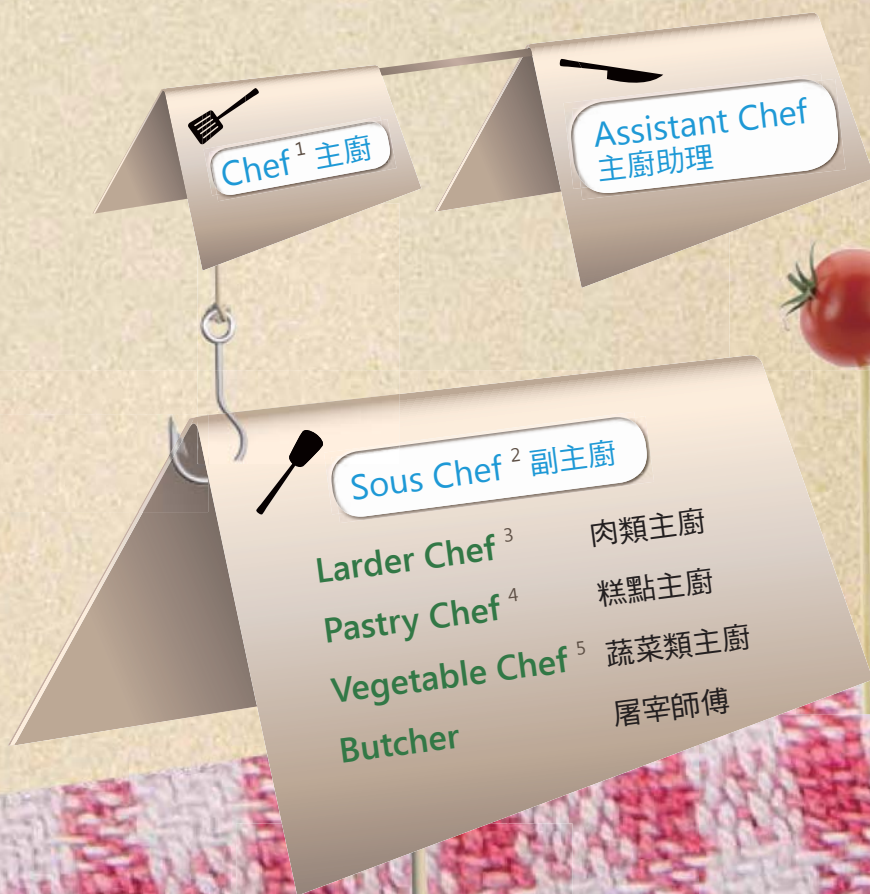 Chef 1 主廚
Assistant Chef
主廚助理
Sous Chef 2 副主廚
Larder Chef 3 肉類主廚
Pastry Chef 4 糕點主廚
Vegetable Chef 5 蔬菜類主廚
Butcher 屠宰師傅